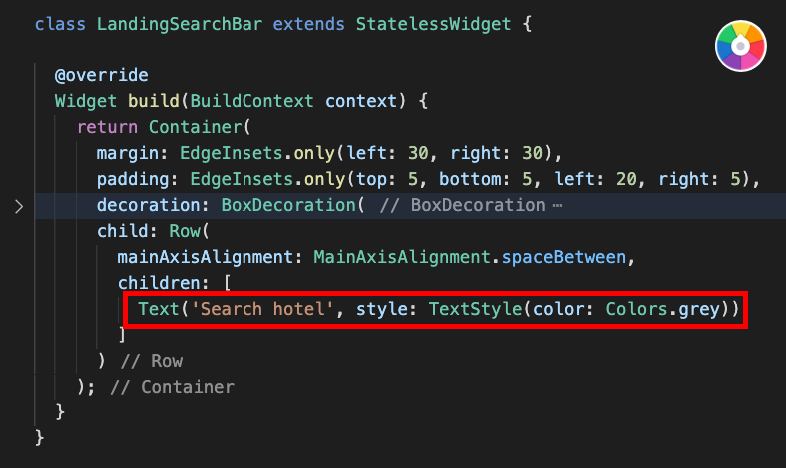 class LandingSearchBar extends StatelessWidget {
@override
Widget build(BuildContext context) {
return Container(
margin: EdgeInsets.only(left: 30, right: 30),
padding: EdgeInsets.only(top: 5, bottom: 5, left: 20, right: 5),
decoration: BoxDecoration( // BoxDecoration ⋯
child: Row(
mainAxisAlignment: MainAxisAlignment.spaceBetween,
children: [
Text('Search hotel', style: TextStyle(color: Colors.grey))
]
) // Row
); // Container
}
}